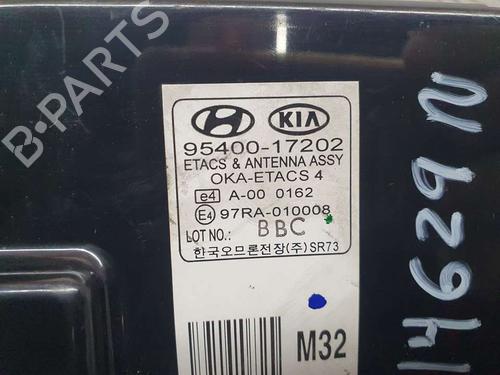 HYUNDAI KIA
95400-17202
ETACS & ANTENNA ASSY
OKA-ETACS 4
e4 A-00 0162
E4 97RA-010008
LOT NO.: BBC
한국오므론전장(주) SR73
M32
14629 N
B-PARTS